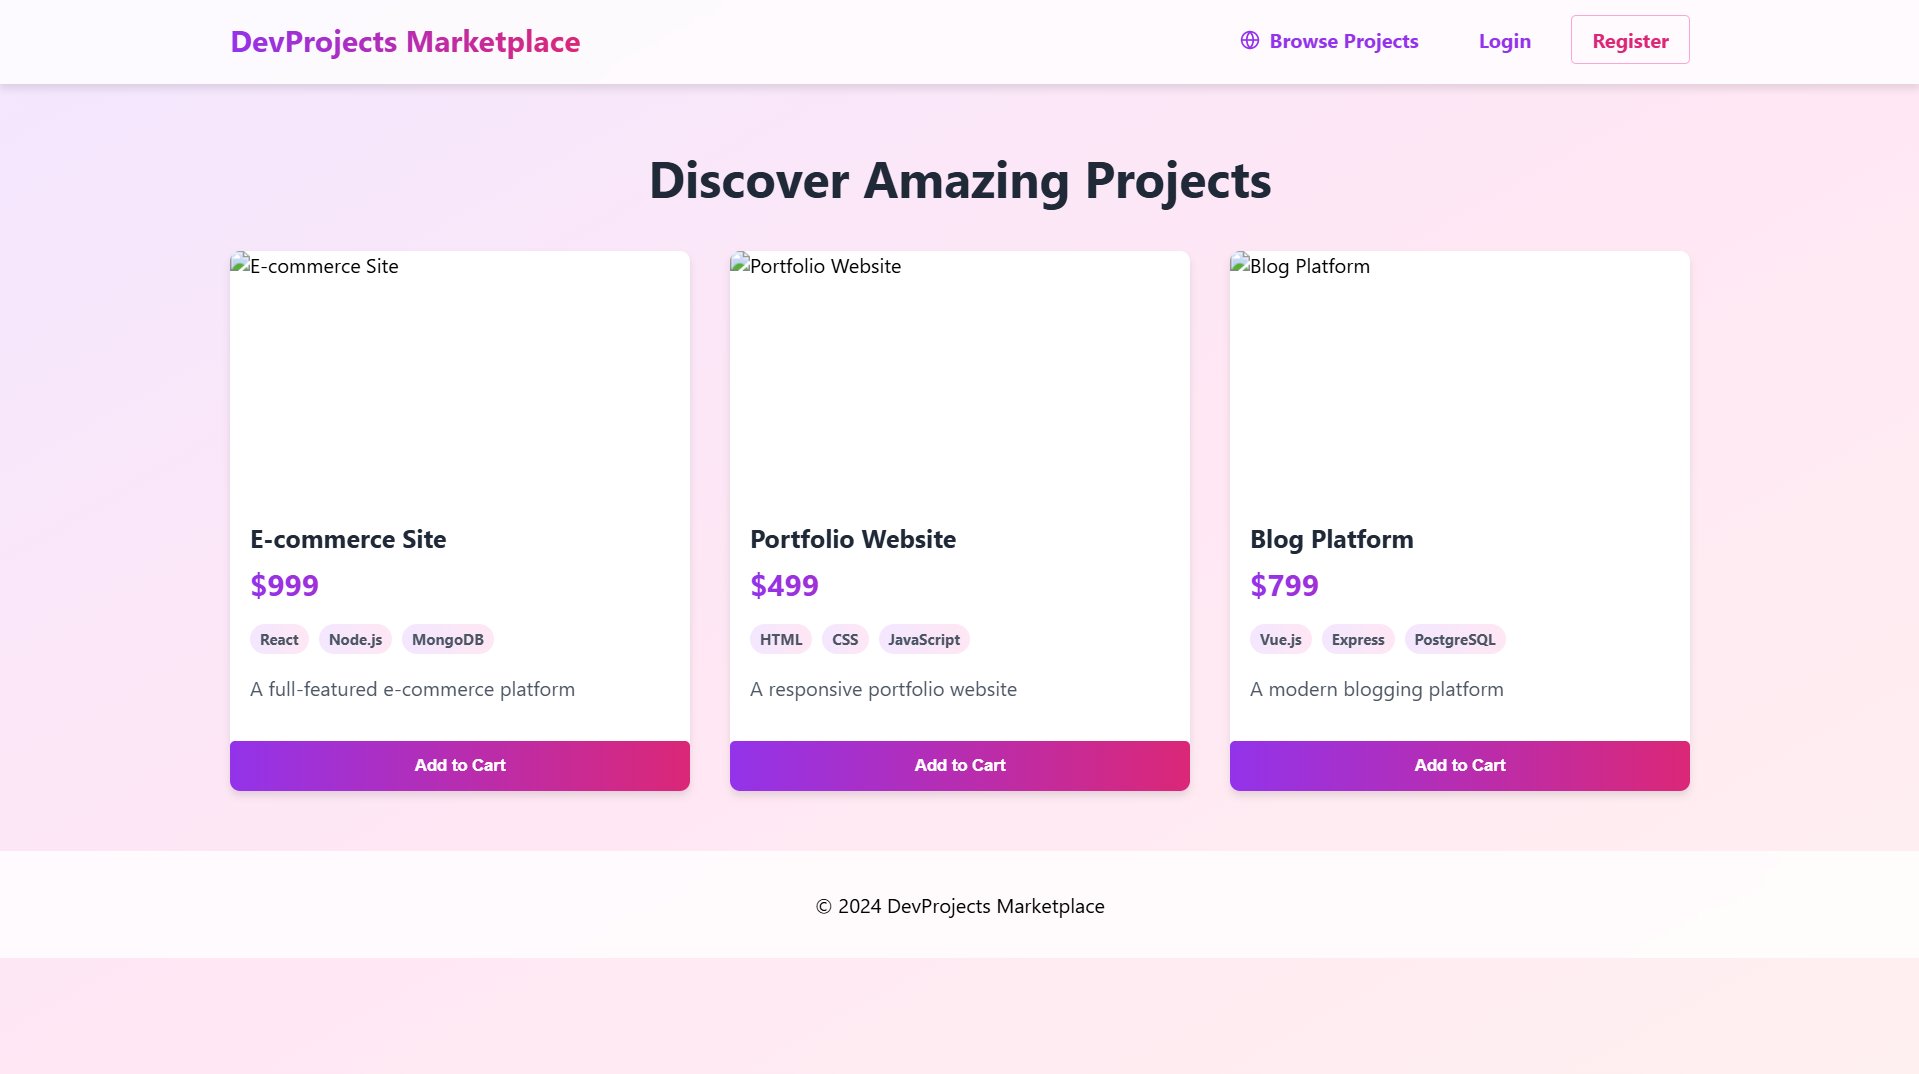 DevProjects Marketplace
Browse Projects
Login
Register
Discover Amazing Projects
E-commerce Site
E-commerce Site
$999
React
Node.js
MongoDB
A full-featured e-commerce platform
Add to Cart
Portfolio Website
Portfolio Website
$499
HTML
CSS
JavaScript
A responsive portfolio website
Add to Cart
Blog Platform
Blog Platform
$799
Vue.js
Express
PostgreSQL
A modern blogging platform
Add to Cart
© 2024 DevProjects Marketplace